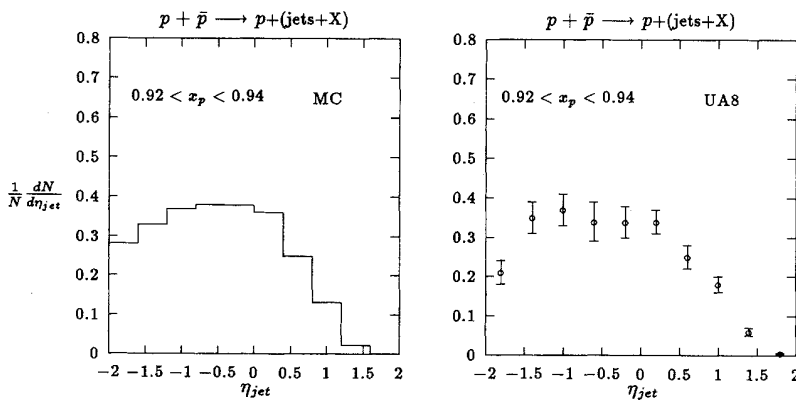 p + p̄ ⟶ p+(jets+X)
0.8
0.7
0.6
0.5
0.4
0.3
0.2
0.1
0
0.92 < x_p < 0.94 MC
1/N dN/dη_jet
−2 −1.5 −1 −0.5 0 0.5 1 1.5 2
η_jet
p + p̄ ⟶ p+(jets+X)
0.8
0.7
0.6
0.5
0.4
0.3
0.2
0.1
0
0.92 < x_p < 0.94 UA8
−2 −1.5 −1 −0.5 0 0.5 1 1.5 2
η_jet